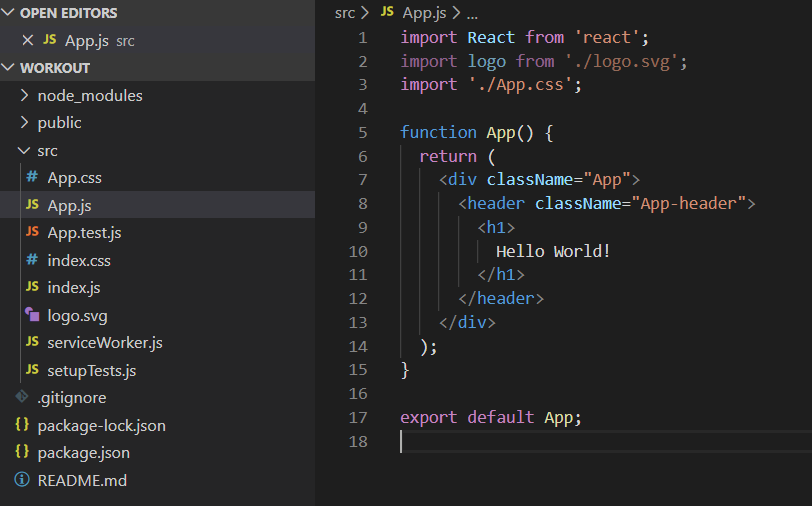 OPEN EDITORS
App.js src
WORKOUT
node_modules
public
src
# App.css
JS App.js
JS App.test.js
# index.css
JS index.js
logo.svg
JS serviceWorker.js
JS setupTests.js
.gitignore
{} package-lock.json
{} package.json
README.md
src > JS App.js > ...
1 import React from 'react';
2 import logo from './logo.svg';
3 import './App.css';
4
5 function App() {
6   return (
7     <div className="App">
8       <header className="App-header">
9         <h1>
10           Hello World!
11         </h1>
12       </header>
13     </div>
14   );
15 }
16
17 export default App;
18